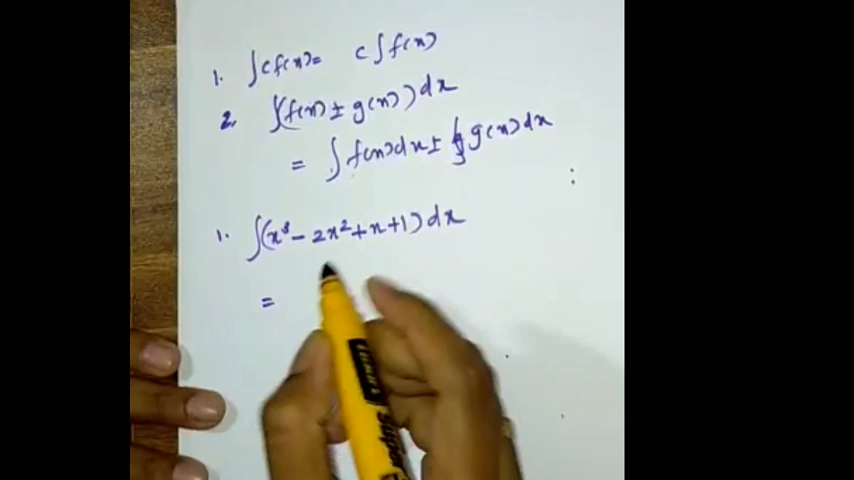 1. ∫cf(x)= c∫f(x)
2. ∫(f(x) ± g(x))dx
= ∫f(x)dx ± ∫g(x)dx
:
1. ∫(x³ - 2x² + x + 1)dx
=